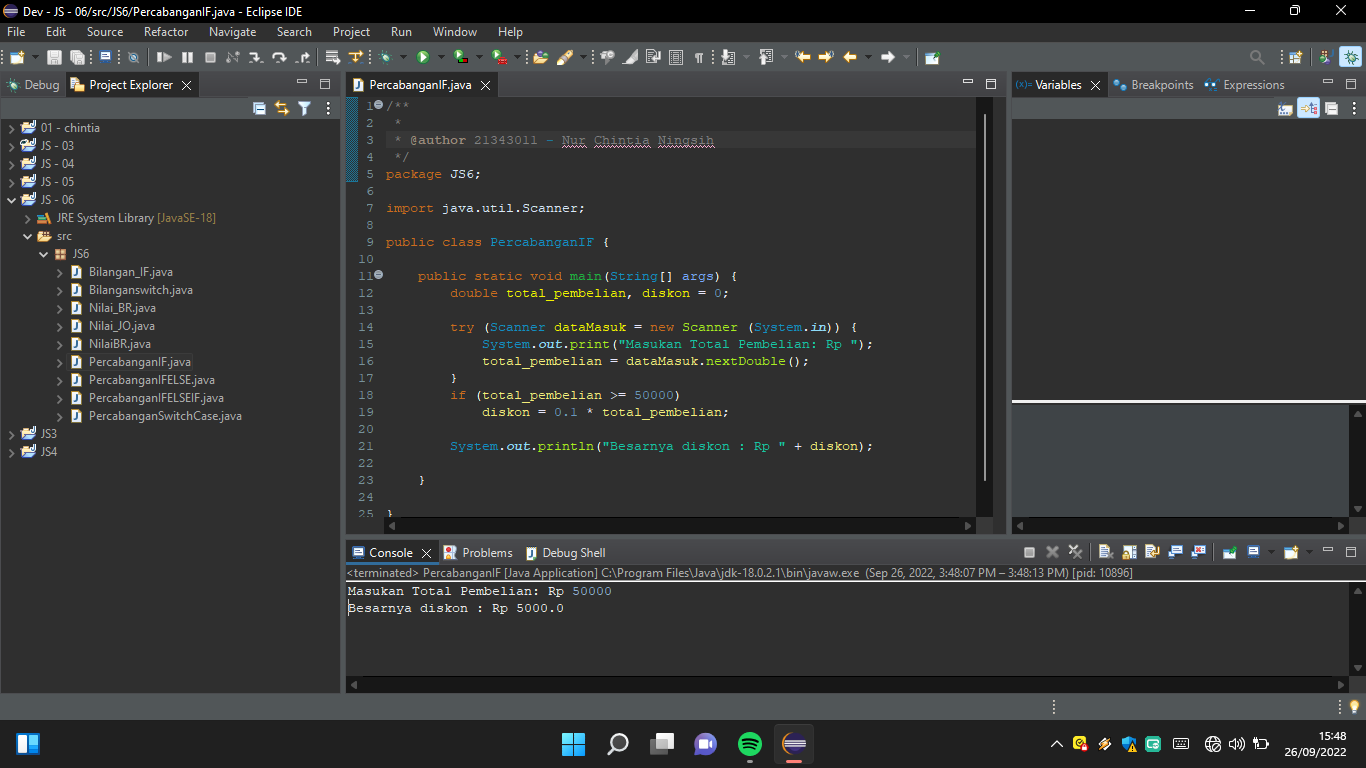 Dev - JS - 06/src/JS6/PercabanganIF.java - Eclipse IDE
File Edit Source Refactor Navigate Search Project Run Window Help
Debug Project Explorer
01 - chintia
JS - 03
JS - 04
JS - 05
JS - 06
JRE System Library [JavaSE-18]
src
JS6
Bilangan_IF.java
Bilanganswitch.java
Nilai_BR.java
Nilai_JO.java
NilaiBR.java
PercabanganIF.java
PercabanganIFELSE.java
PercabanganIFELSEIF.java
PercabanganSwitchCase.java
JS3
JS4
PercabanganIF.java
1 /**
2 *
3 * @author 21343011 - Nur Chintia Ningsih
4 */
5 package JS6;
6
7 import java.util.Scanner;
8
9 public class PercabanganIF {
10
11 public static void main(String[] args) {
12 double total_pembelian, diskon = 0;
13
14 try (Scanner dataMasuk = new Scanner (System.in)) {
15 System.out.print("Masukan Total Pembelian: Rp ");
16 total_pembelian = dataMasuk.nextDouble();
17 }
18 if (total_pembelian >= 50000)
19 diskon = 0.1 * total_pembelian;
20
21 System.out.println("Besarnya diskon : Rp " + diskon);
22
23 }
24
25 }
(x)= Variables Breakpoints Expressions
Console Problems Debug Shell
<terminated> PercabanganIF [Java Application] C:\Program Files\Java\jdk-18.0.2.1\bin\javaw.exe (Sep 26, 2022, 3:48:07 PM – 3:48:13 PM) [pid: 10896]
Masukan Total Pembelian: Rp 50000
Besarnya diskon : Rp 5000.0
15:48
26/09/2022